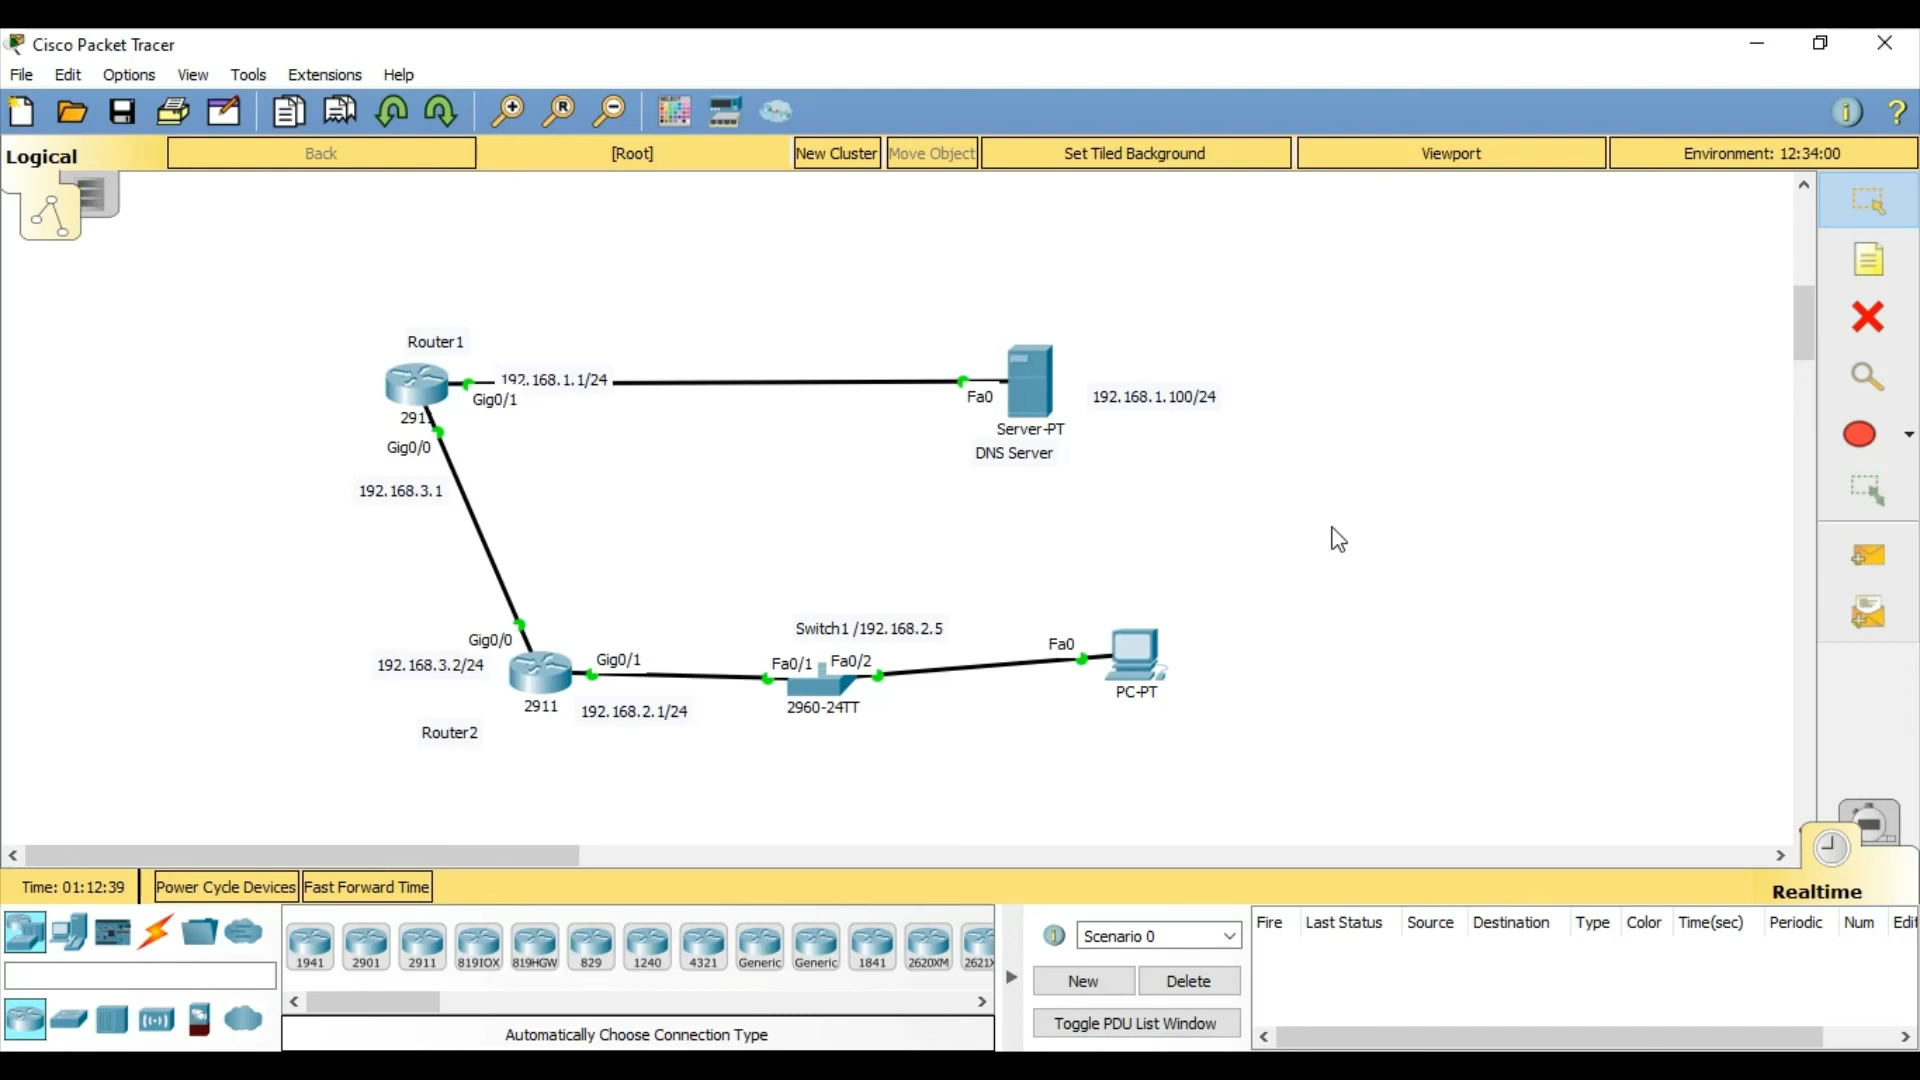 Cisco Packet Tracer
File Edit Options View Tools Extensions Help
Logical Back [Root] New Cluster Move Object Set Tiled Background Viewport Environment: 12:34:00
Router1
192.168.1.1/24
Gig0/1
Fa0
192.168.1.100/24
2911
Server-PT
Gig0/0
DNS Server
192.168.3.1
Switch1 /192.168.2.5
Gig0/0
Fa0
Gig0/1
Fa0/1 Fa0/2
192.168.3.2/24
PC-PT
2911
192.168.2.1/24
2960-24TT
Router2
Time: 01:12:39 Power Cycle Devices Fast Forward Time
Realtime
Scenario 0
Fire Last Status Source Destination Type Color Time(sec) Periodic Num Edit
1941 2901 2911 819IOX 819HGW 829 1240 4321 Generic Generic 1841 2620XM 2621X
New Delete
Toggle PDU List Window
Automatically Choose Connection Type